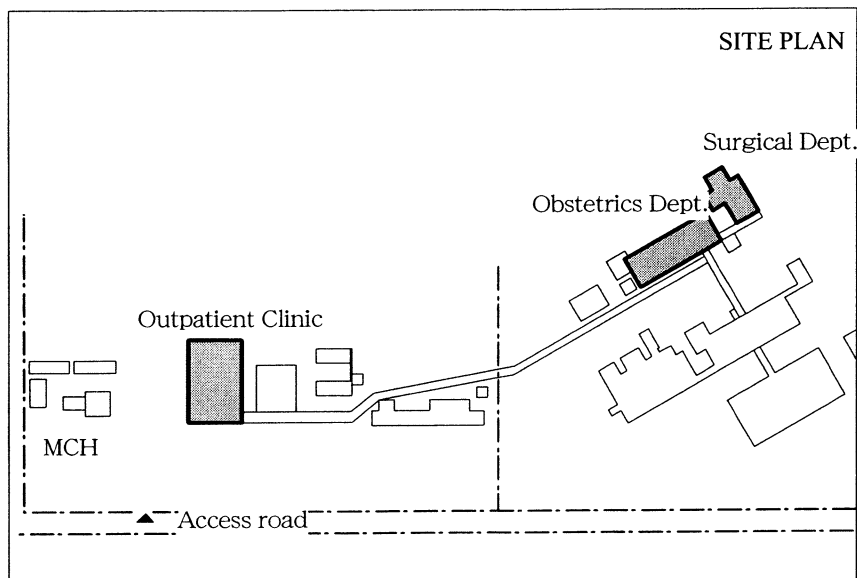 SITE PLAN
Surgical Dept.
Obstetrics Dept.
Outpatient Clinic
MCH
Access road